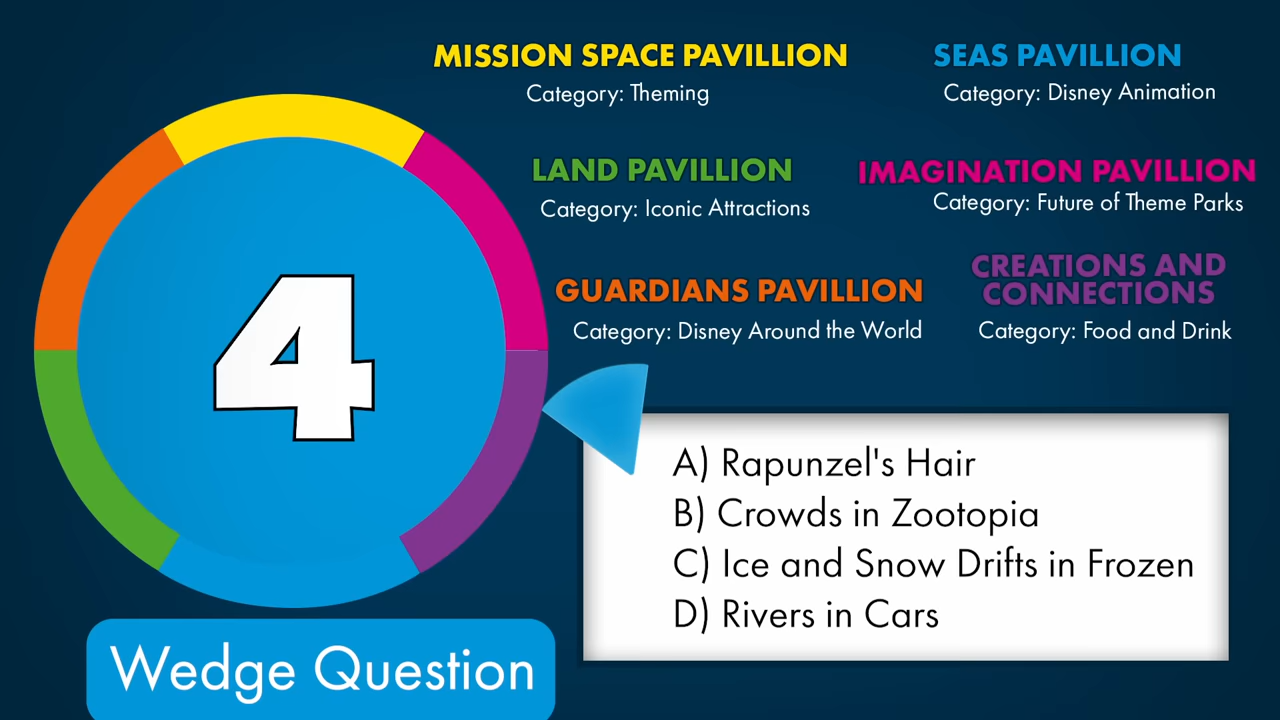 MISSION SPACE PAVILLION
Category: Theming
SEAS PAVILLION
Category: Disney Animation
LAND PAVILLION
Category: Iconic Attractions
IMAGINATION PAVILLION
Category: Future of Theme Parks
GUARDIANS PAVILLION
Category: Disney Around the World
CREATIONS AND
CONNECTIONS
Category: Food and Drink
4
A) Rapunzel's Hair
B) Crowds in Zootopia
C) Ice and Snow Drifts in Frozen
D) Rivers in Cars
Wedge Question